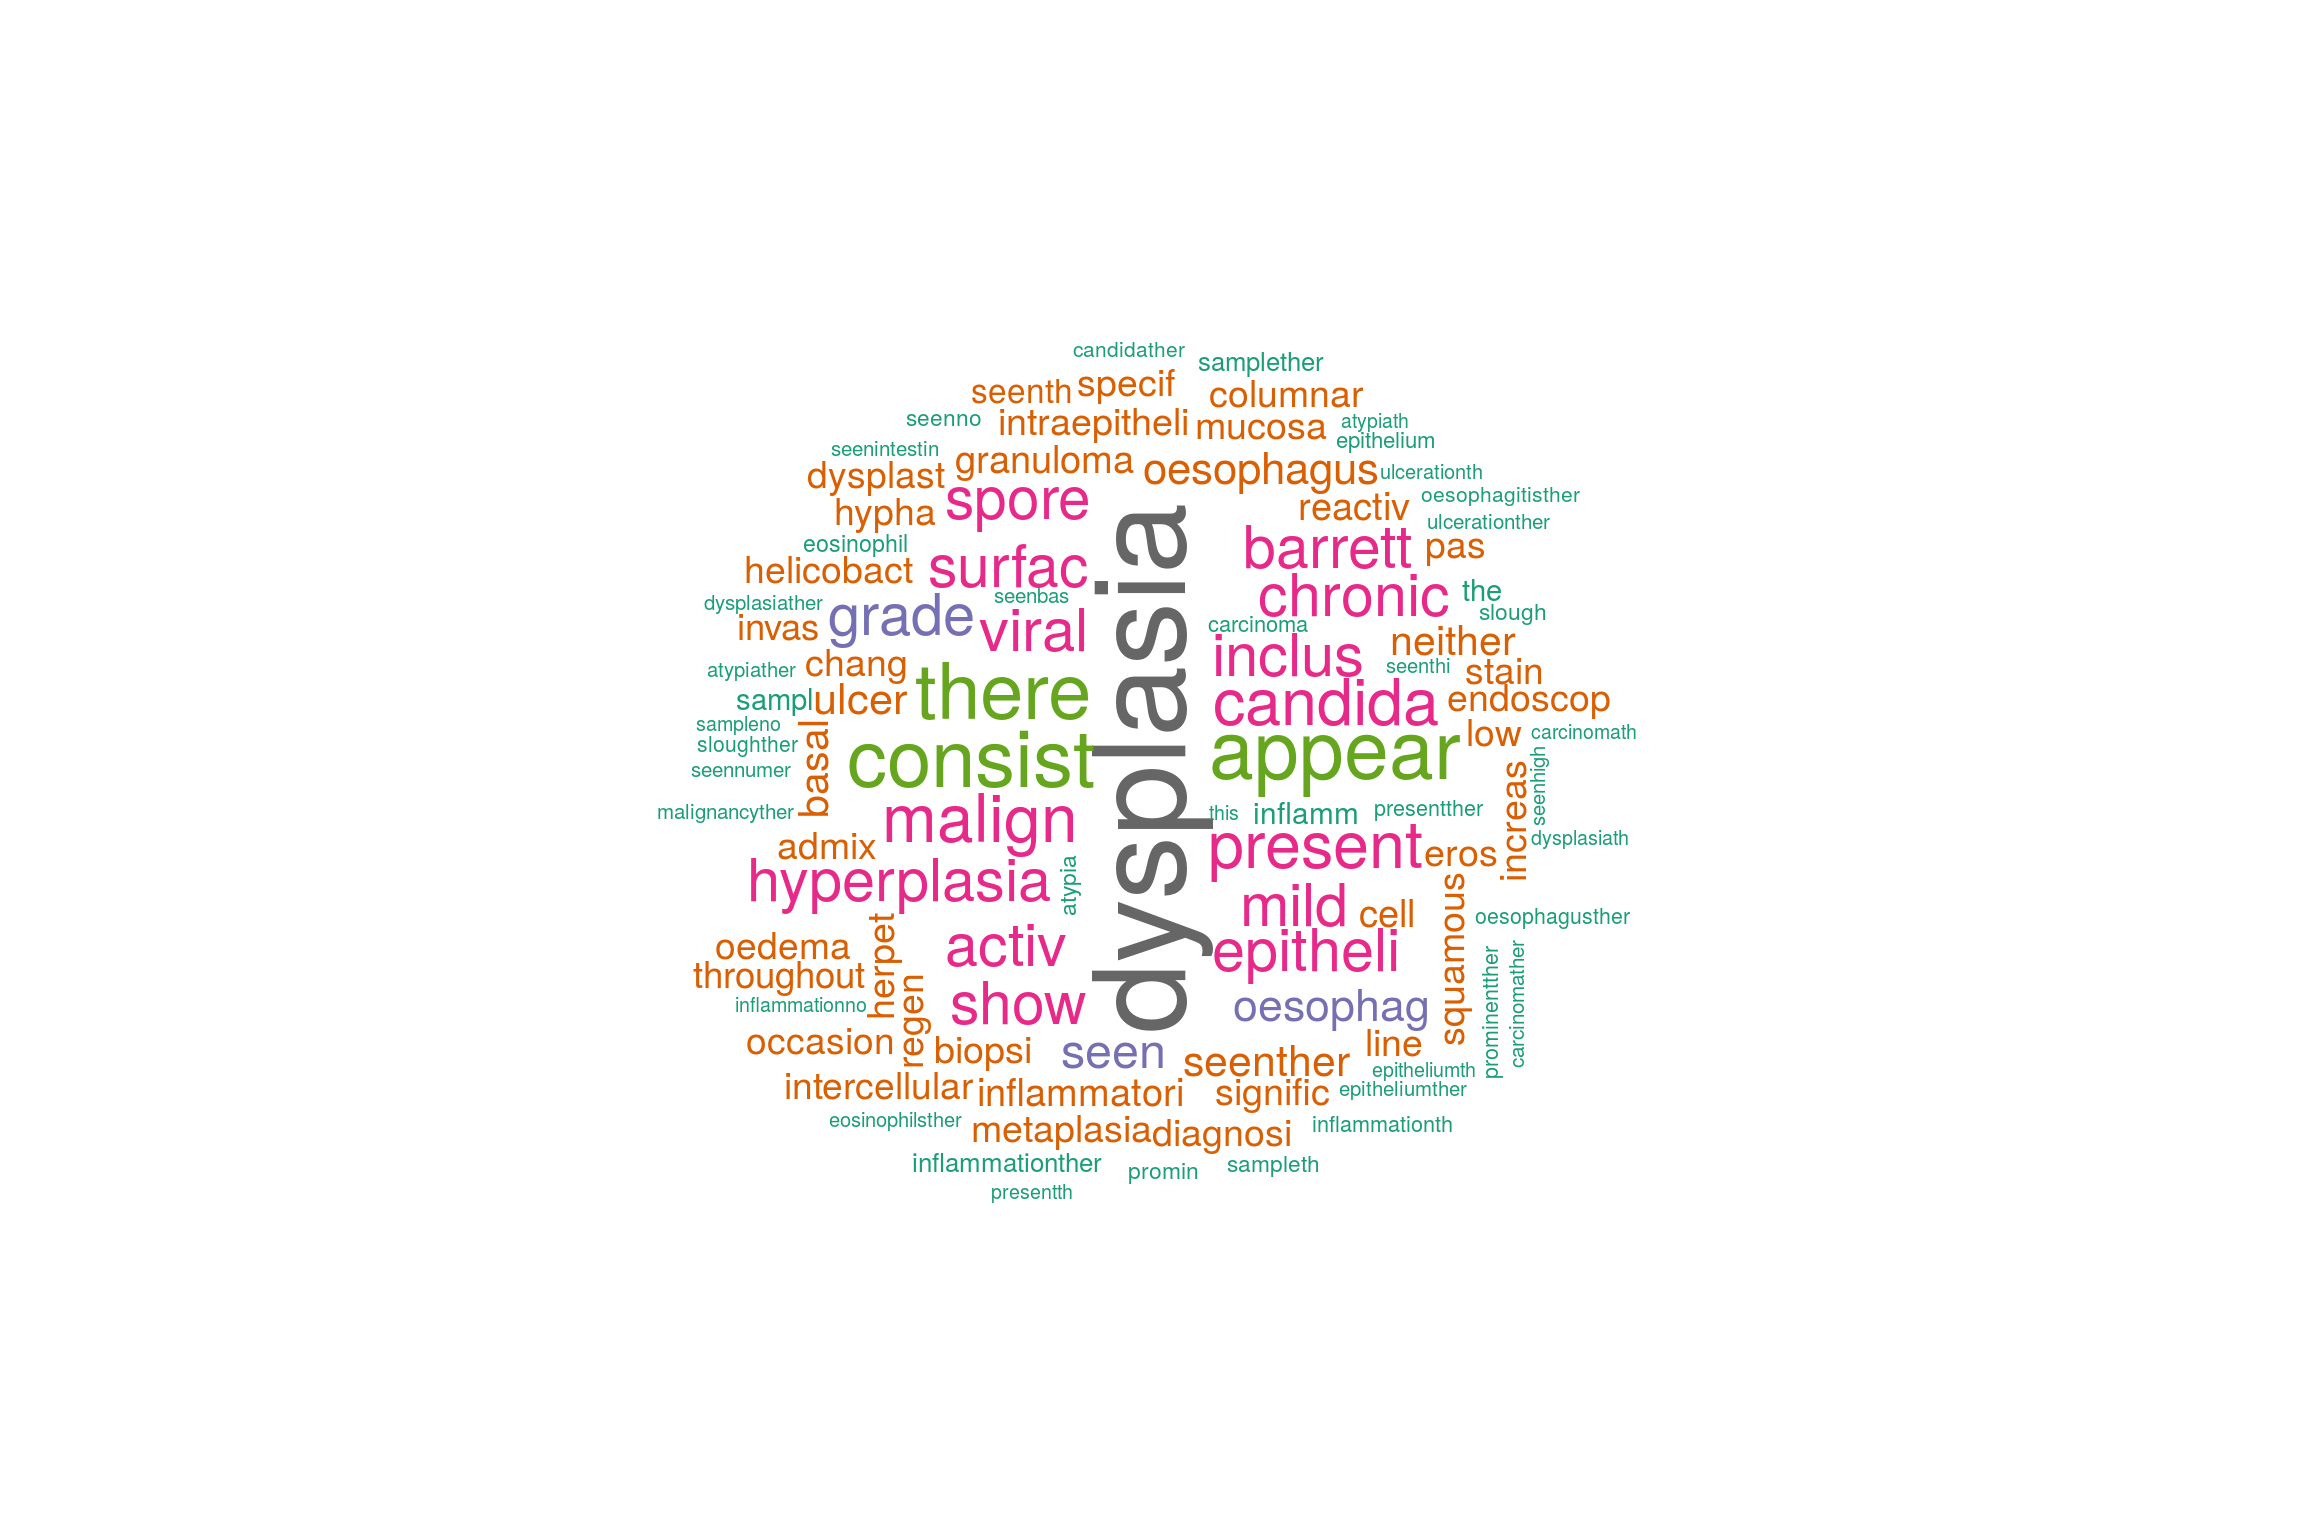 candidather
samplether
seenth
specif
columnar
seenno
intraepitheli
mucosa
atypiath
epithelium
seenintestin
granuloma
oesophagus
ulcerationth
dysplast
spore
reactiv
oesophagitisther
hypha
ulcerationther
eosinophil
surfac
barrett
pas
helicobact
chronic
the
dysplasiather
seenbas
slough
invas
grade
viral
carcinoma
neither
inclus
atypiather
chang
seenthi
stain
sampl
ulcer
there
candida
endoscop
sampleno
low
carcinomath
sloughther
basal
consist
dysplasia
appear
seennumer
seenhigh
increas
malignancyther
malign
this
inflamm
presentther
admix
present
eros
dysplasiath
hyperplasia
atypia
mild
cell
squamous
oesophagusther
oedema
herpet
activ
epitheli
throughout
regen
show
oesophag
prominentther
carcinomather
inflammationno
occasion
biopsi
seen
seenther
line
epitheliumth
intercellular
inflammatori
signific
epitheliumther
eosinophilsther
metaplasia
diagnosi
inflammationth
inflammationther
promin
sampleth
presentth